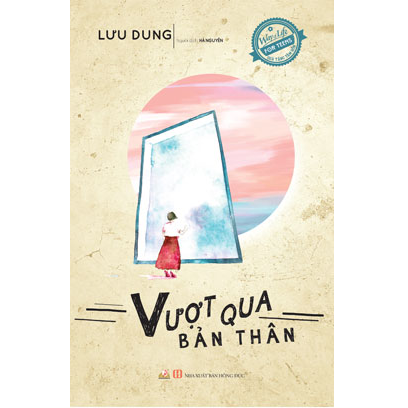 LƯU DUNG
Người dịch: HÀ NGUYÊN
Way of Life
FOR TEENS
VƯỢT QUA
BẢN THÂN
NHÀ XUẤT BẢN HỒNG ĐỨC